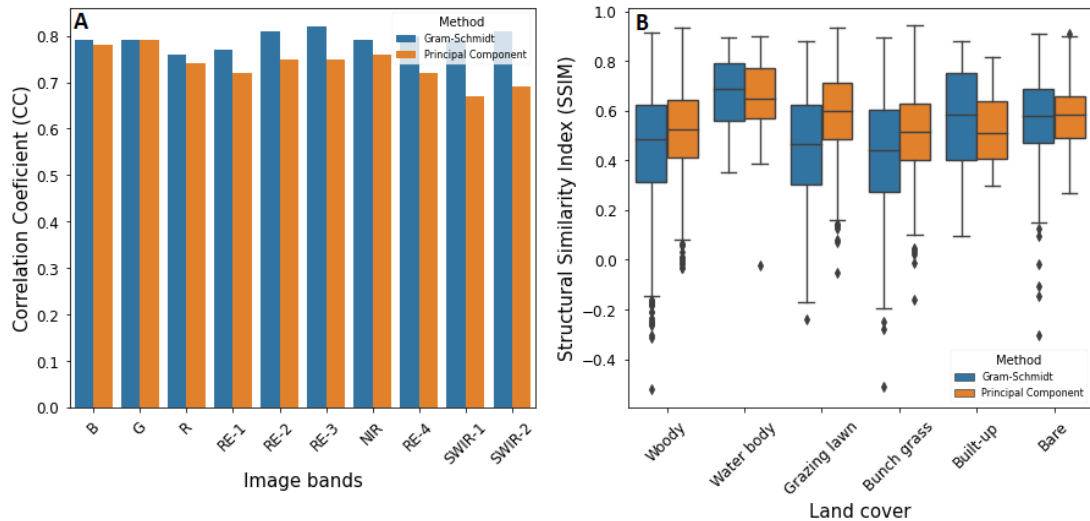 A
Method
Gram-Schmidt
Principal Component
Correlation Coeficient (CC)
0.8
0.7
0.6
0.5
0.4
0.3
0.2
0.1
0.0
B
G
R
RE-1
RE-2
RE-3
NIR
RE-4
SWIR-1
SWIR-2
Image bands
B
Structural Similarity Index (SSIM)
1.0
0.8
0.6
0.4
0.2
0.0
−0.2
−0.4
Method
Gram-Schmidt
Principal Component
Woody
Water body
Grazing lawn
Bunch grass
Built-up
Bare
Land cover